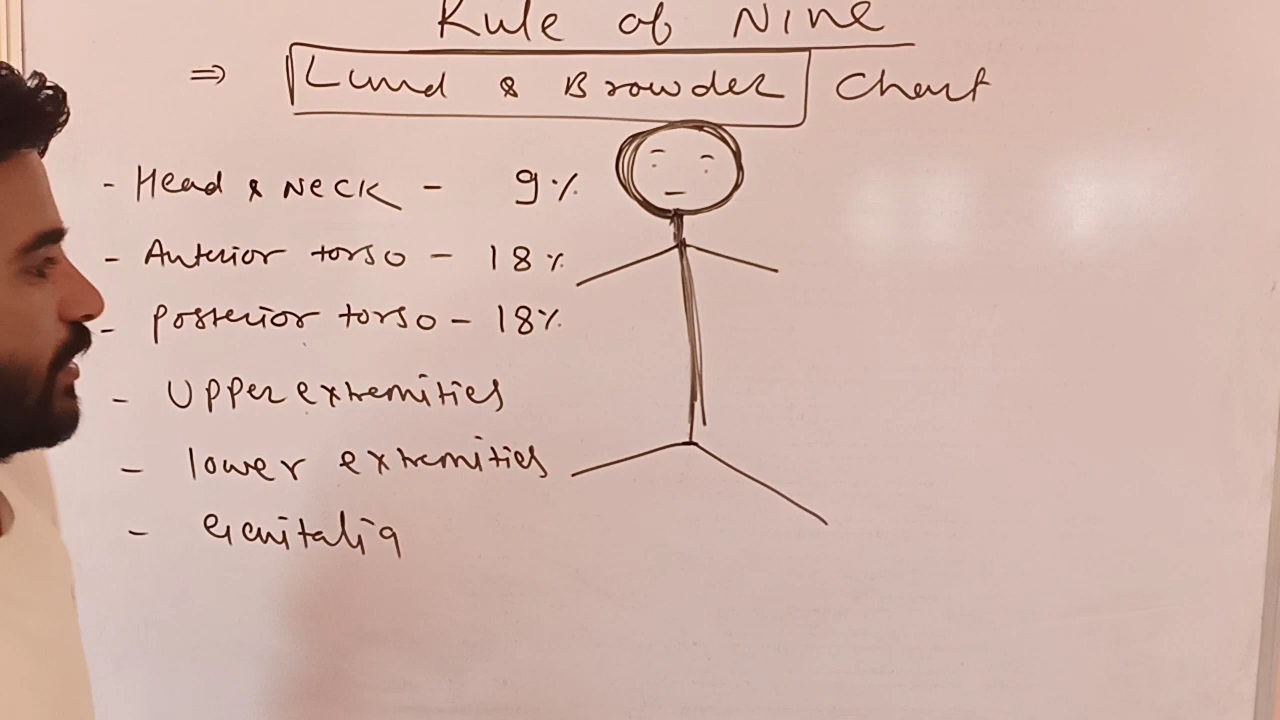 Rule of Nine
⇒ Lund & Browder Chart
- Head & Neck - 9%
- Anterior torso - 18%
- Posterior torso - 18%
- Upper extremities
- lower extremities
- Genitalia